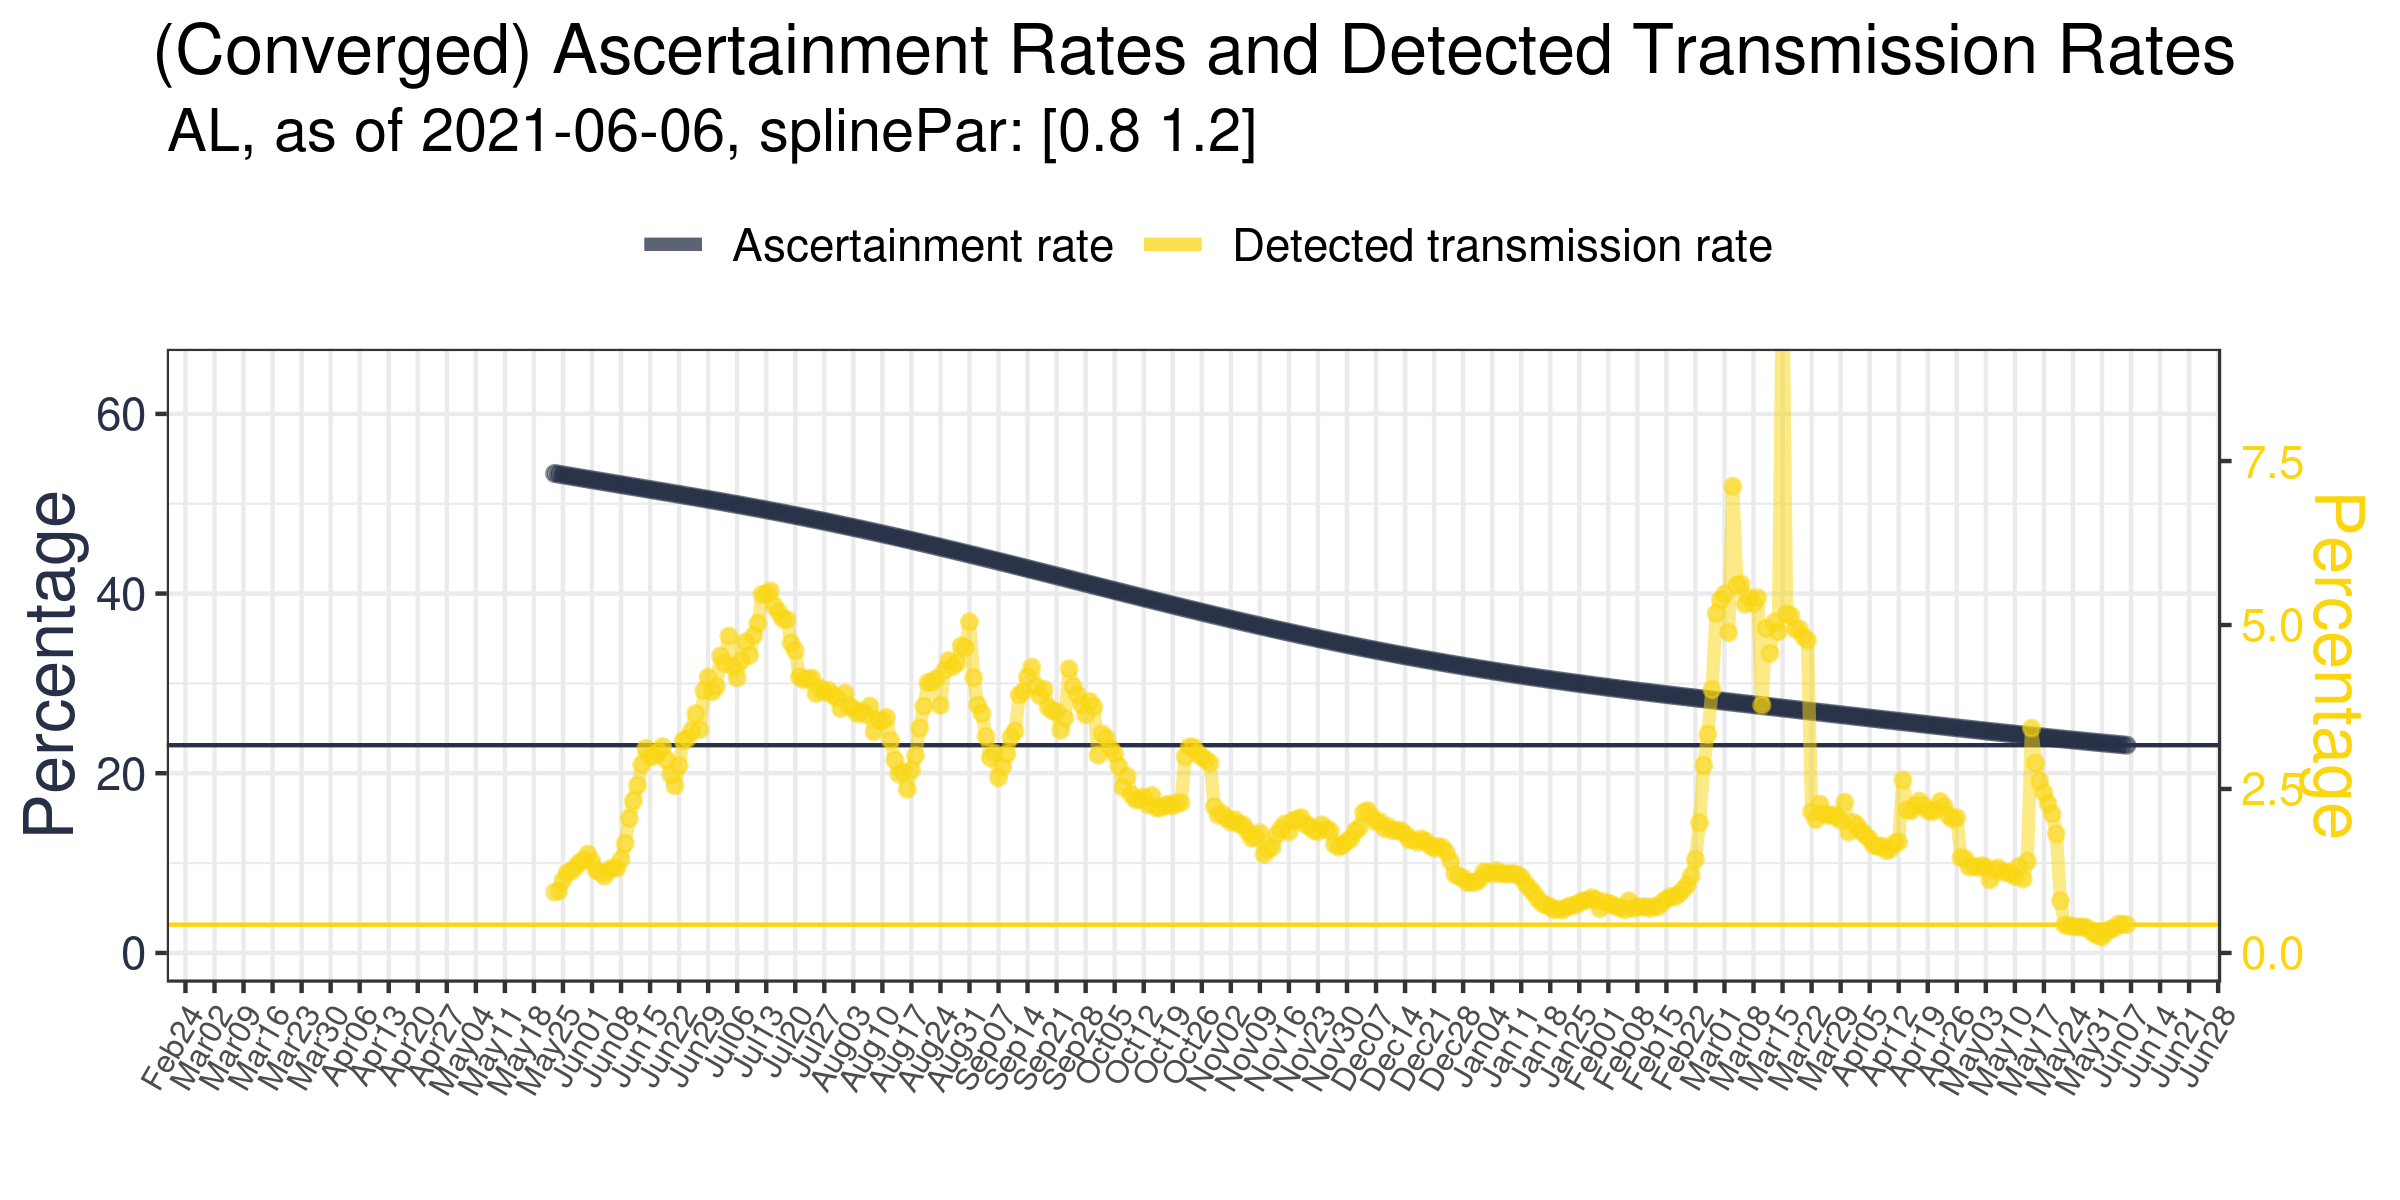 (Converged) Ascertainment Rates and Detected Transmission Rates
AL, as of 2021-06-06, splinePar: [0.8 1.2]
Ascertainment rate
Detected transmission rate
Percentage
60
40
20
0
7.5
5.0
2.5
0.0
Percentage
Feb24
Mar02
Mar09
Mar16
Mar23
Mar30
Apr06
Apr13
Apr20
Apr27
May04
May11
May18
May25
Jun01
Jun08
Jun15
Jun22
Jun29
Jul06
Jul13
Jul20
Jul27
Aug03
Aug10
Aug17
Aug24
Aug31
Sep07
Sep14
Sep21
Sep28
Oct05
Oct12
Oct19
Oct26
Nov02
Nov09
Nov16
Nov23
Nov30
Dec07
Dec14
Dec21
Dec28
Jan04
Jan11
Jan18
Jan25
Feb01
Feb08
Feb15
Feb22
Mar01
Mar08
Mar15
Mar22
Mar29
Apr05
Apr12
Apr19
Apr26
May03
May10
May17
May24
May31
Jun07
Jun14
Jun21
Jun28